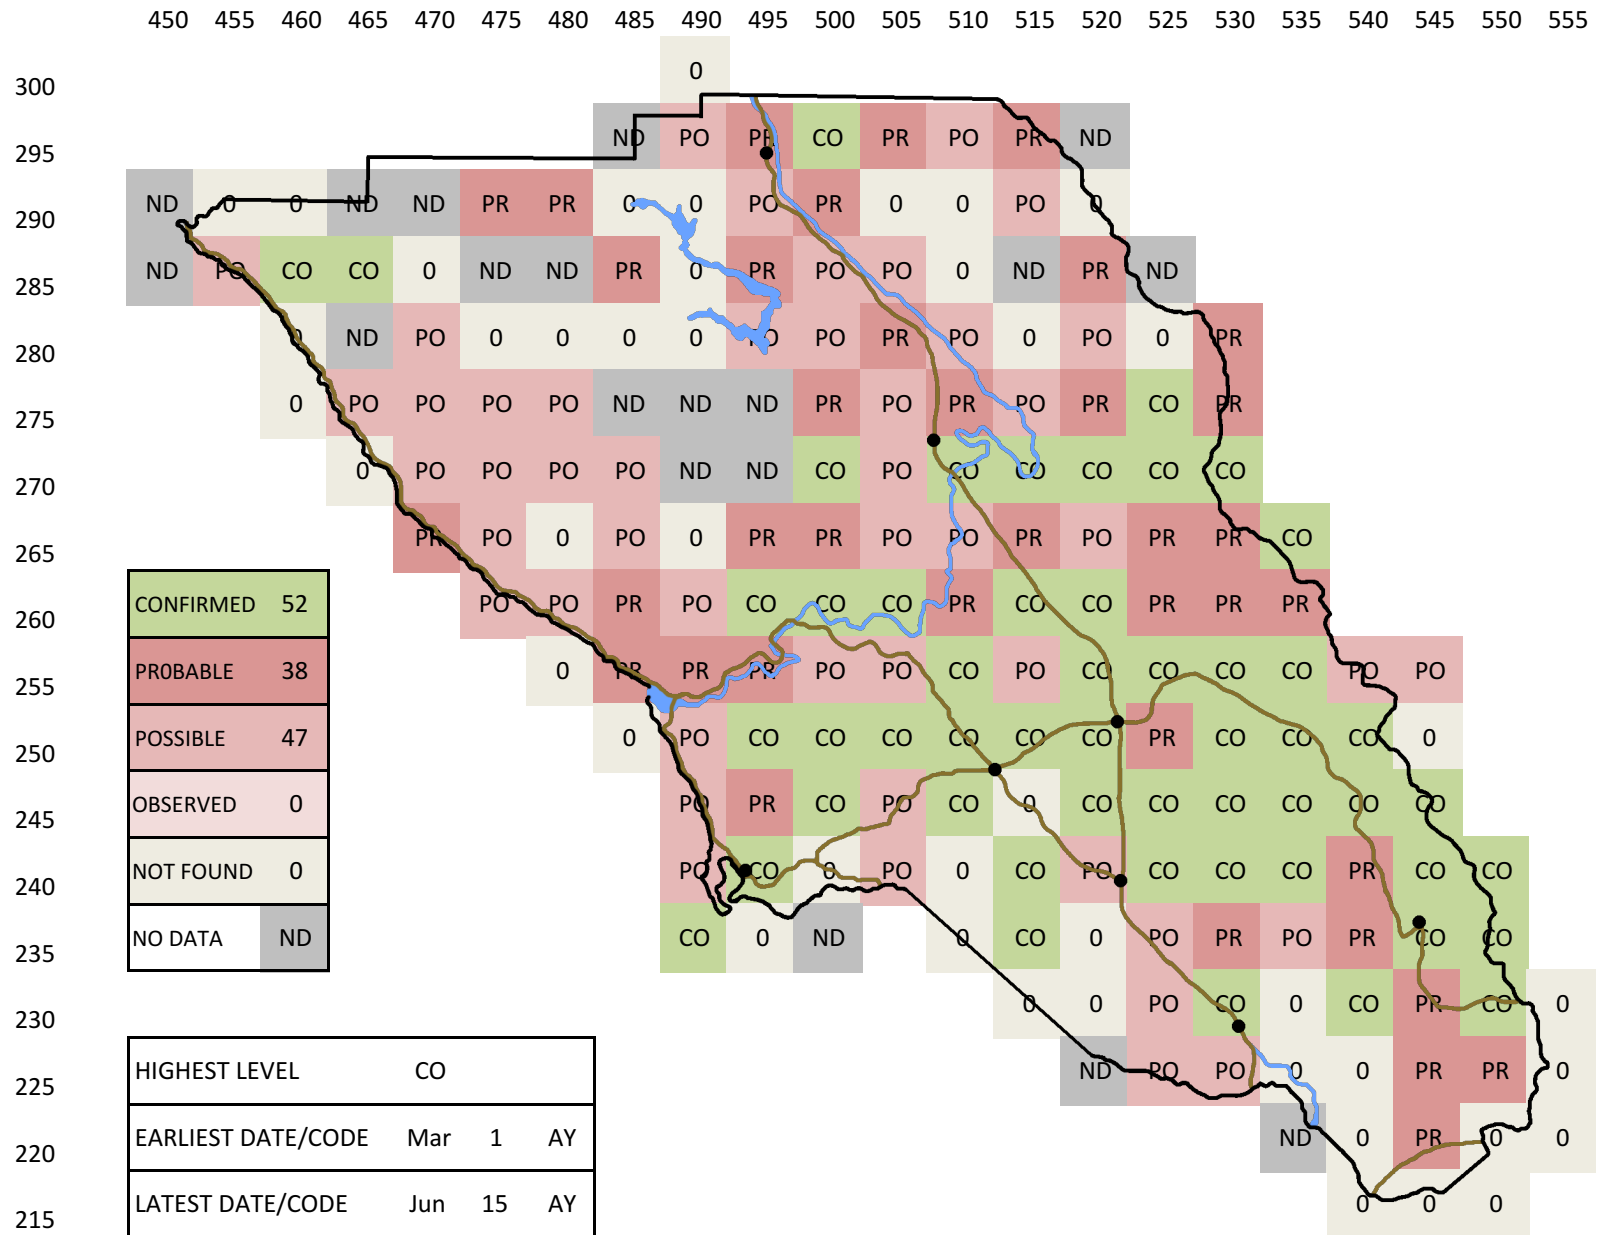 450 455 460 465 470 475 480 485 490 495 500 505 510 515 520 525 530 535 540 545 550 555
0
300
ND PO PR CO PR PO PR ND
295
ND 0 0 ND ND PR PR 0 0 PO PR 0 0 PO 0
290
ND PO CO CO 0 ND ND PR 0 PR PO PO 0 ND PR ND
285
0 ND PO 0 0 0 0 PO PO PR PO 0 PO 0 PR
280
0 PO PO PO PO ND ND ND PR PO PR PO PR CO PR
275
0 PO PO PO PO ND ND CO PO CO CO CO CO CO
270
PR PO 0 PO 0 PR PR PO PO PR PO PR PR CO
265
PO PO PR PO CO CO CO PR CO CO PR PR PR
260
0 PR PR PR PO PO CO PO CO CO CO CO PO PO
255
0 PO CO CO CO CO CO CO PR CO CO CO 0
250
PO PR CO PO CO 0 CO CO CO CO CO CO
245
PO CO 0 PO 0 CO PO CO CO CO PR CO CO
240
CO 0 ND 0 CO 0 PO PR PO PR CO CO
235
0 0 PO CO 0 CO PR CO 0
230
ND PO PO 0 0 PR PR 0
225
ND 0 PR 0 0
220
0 0 0
215
CONFIRMED 52
PR0BABLE 38
POSSIBLE 47
OBSERVED 0
NOT FOUND 0
NO DATA ND
HIGHEST LEVEL CO
EARLIEST DATE/CODE Mar 1 AY
LATEST DATE/CODE Jun 15 AY